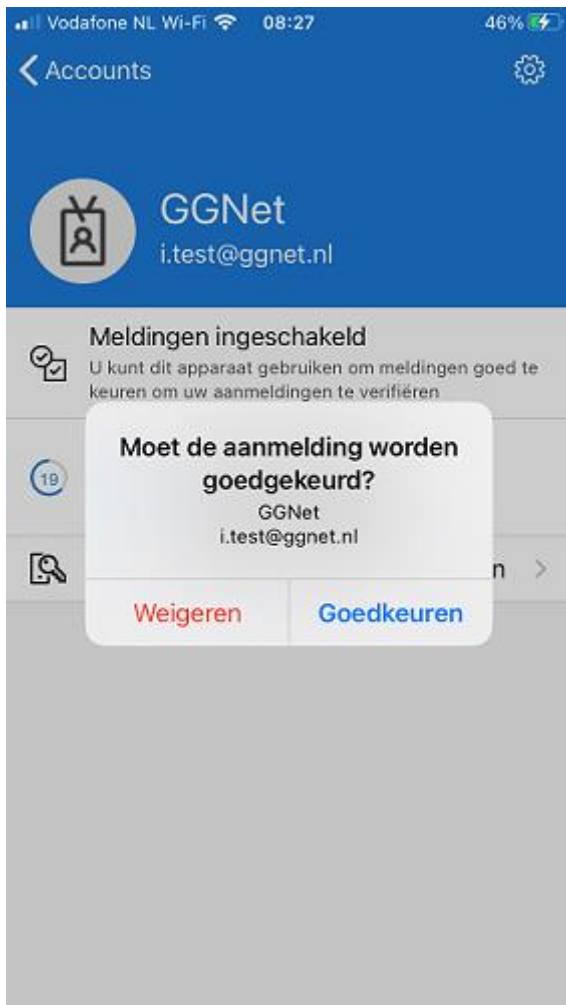 Vodafone NL Wi-Fi 08:27 46%
Accounts
GGNet
i.test@ggnet.nl
Meldingen ingeschakeld
U kunt dit apparaat gebruiken om meldingen goed te
keuren om uw aanmeldingen te verifiëren
Moet de aanmelding worden
goedgekeurd?
GGNet
i.test@ggnet.nl
19
n
Weigeren Goedkeuren